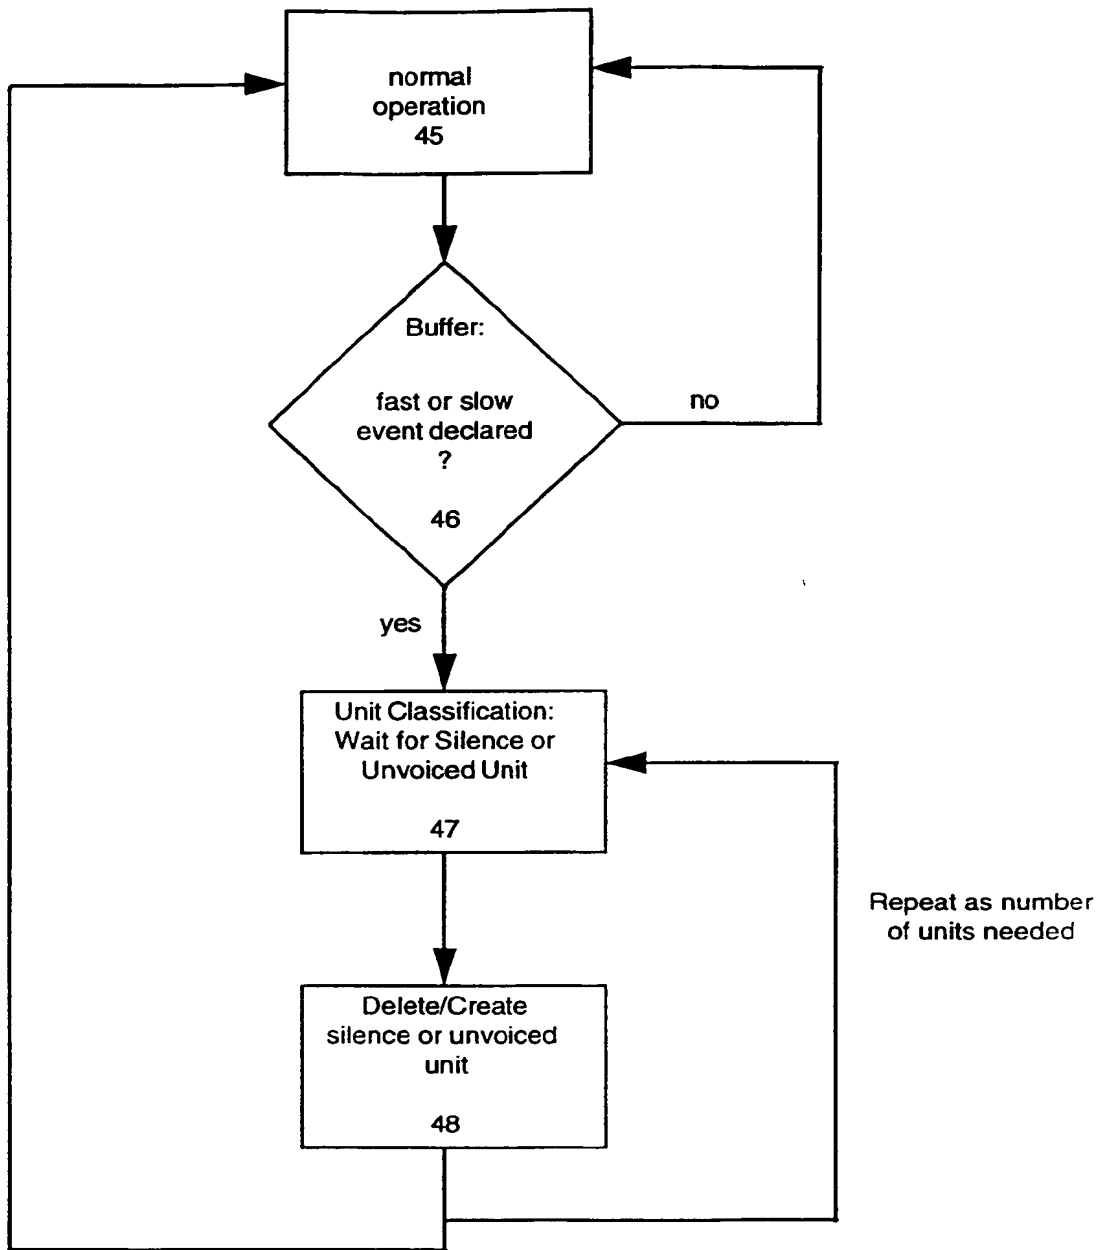 normal
operation
45
Buffer:
fast or slow
event declared
?
46
no
yes
Unit Classification:
Wait for Silence or
Unvoiced Unit
47
Repeat as number
of units needed
Delete/Create
silence or unvoiced
unit
48